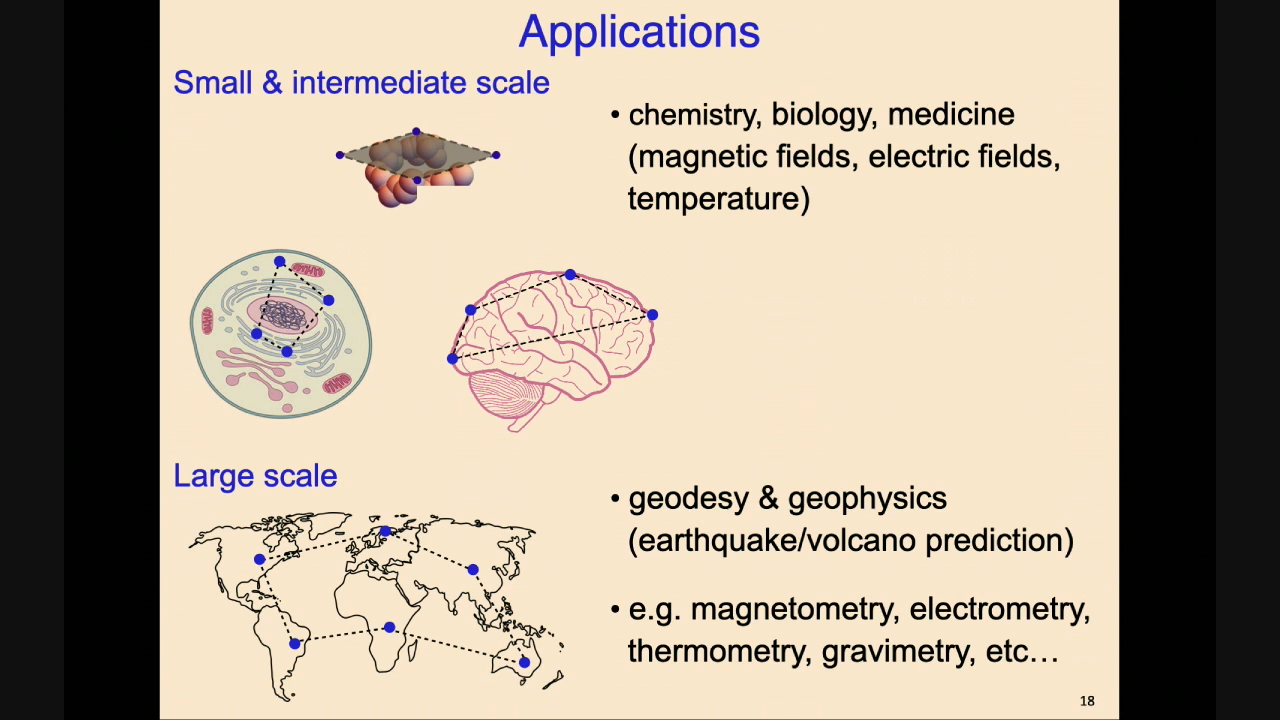 Applications
Small & intermediate scale
• chemistry, biology, medicine
(magnetic fields, electric fields,
temperature)
Large scale
• geodesy & geophysics
(earthquake/volcano prediction)
• e.g. magnetometry, electrometry,
thermometry, gravimetry, etc…
18